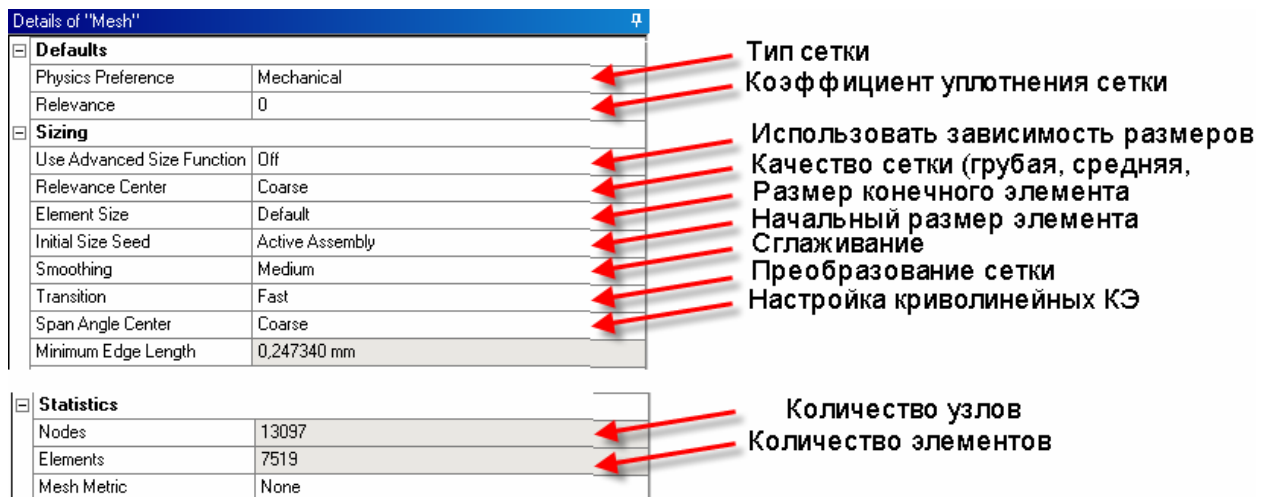 Details of "Mesh"
Defaults
Physics Preference Mechanical Тип сетки
Relevance 0 Коэффициент уплотнения сетки
Sizing
Use Advanced Size Function Off Использовать зависимость размеров
Relevance Center Coarse Качество сетки (грубая, средняя,
Element Size Default Размер конечного элемента
Initial Size Seed Active Assembly Начальный размер элемента
Smoothing Medium Сглаживание
Transition Fast Преобразование сетки
Span Angle Center Coarse Настройка криволинейных КЭ
Minimum Edge Length 0,247340 mm
Statistics
Nodes 13097 Количество узлов
Elements 7519 Количество элементов
Mesh Metric None